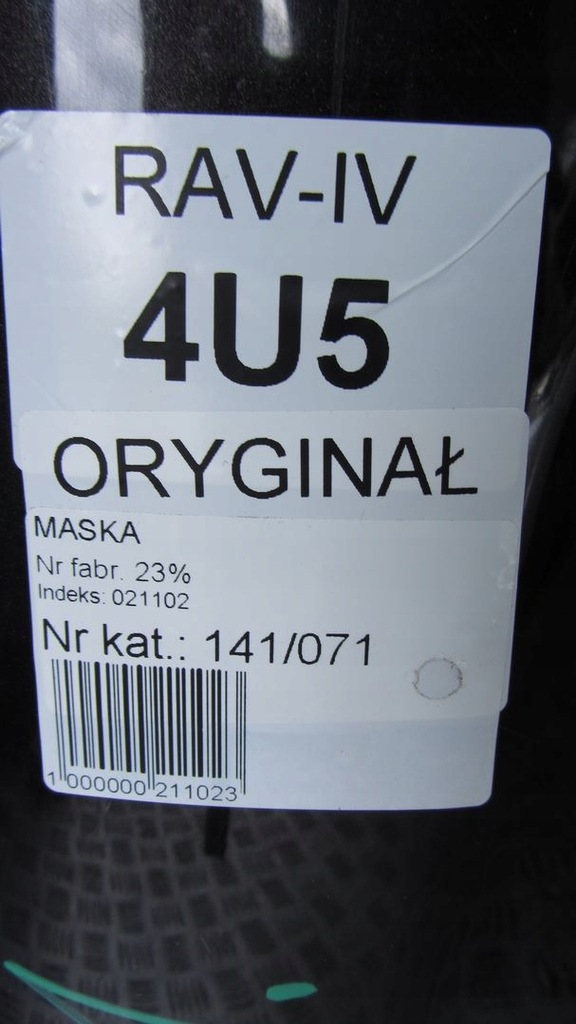 RAV-IV
4U5
ORYGINAŁ
MASKA
Nr fabr. 23%
Indeks: 021102
Nr kat.: 141/071
1 000000 211023